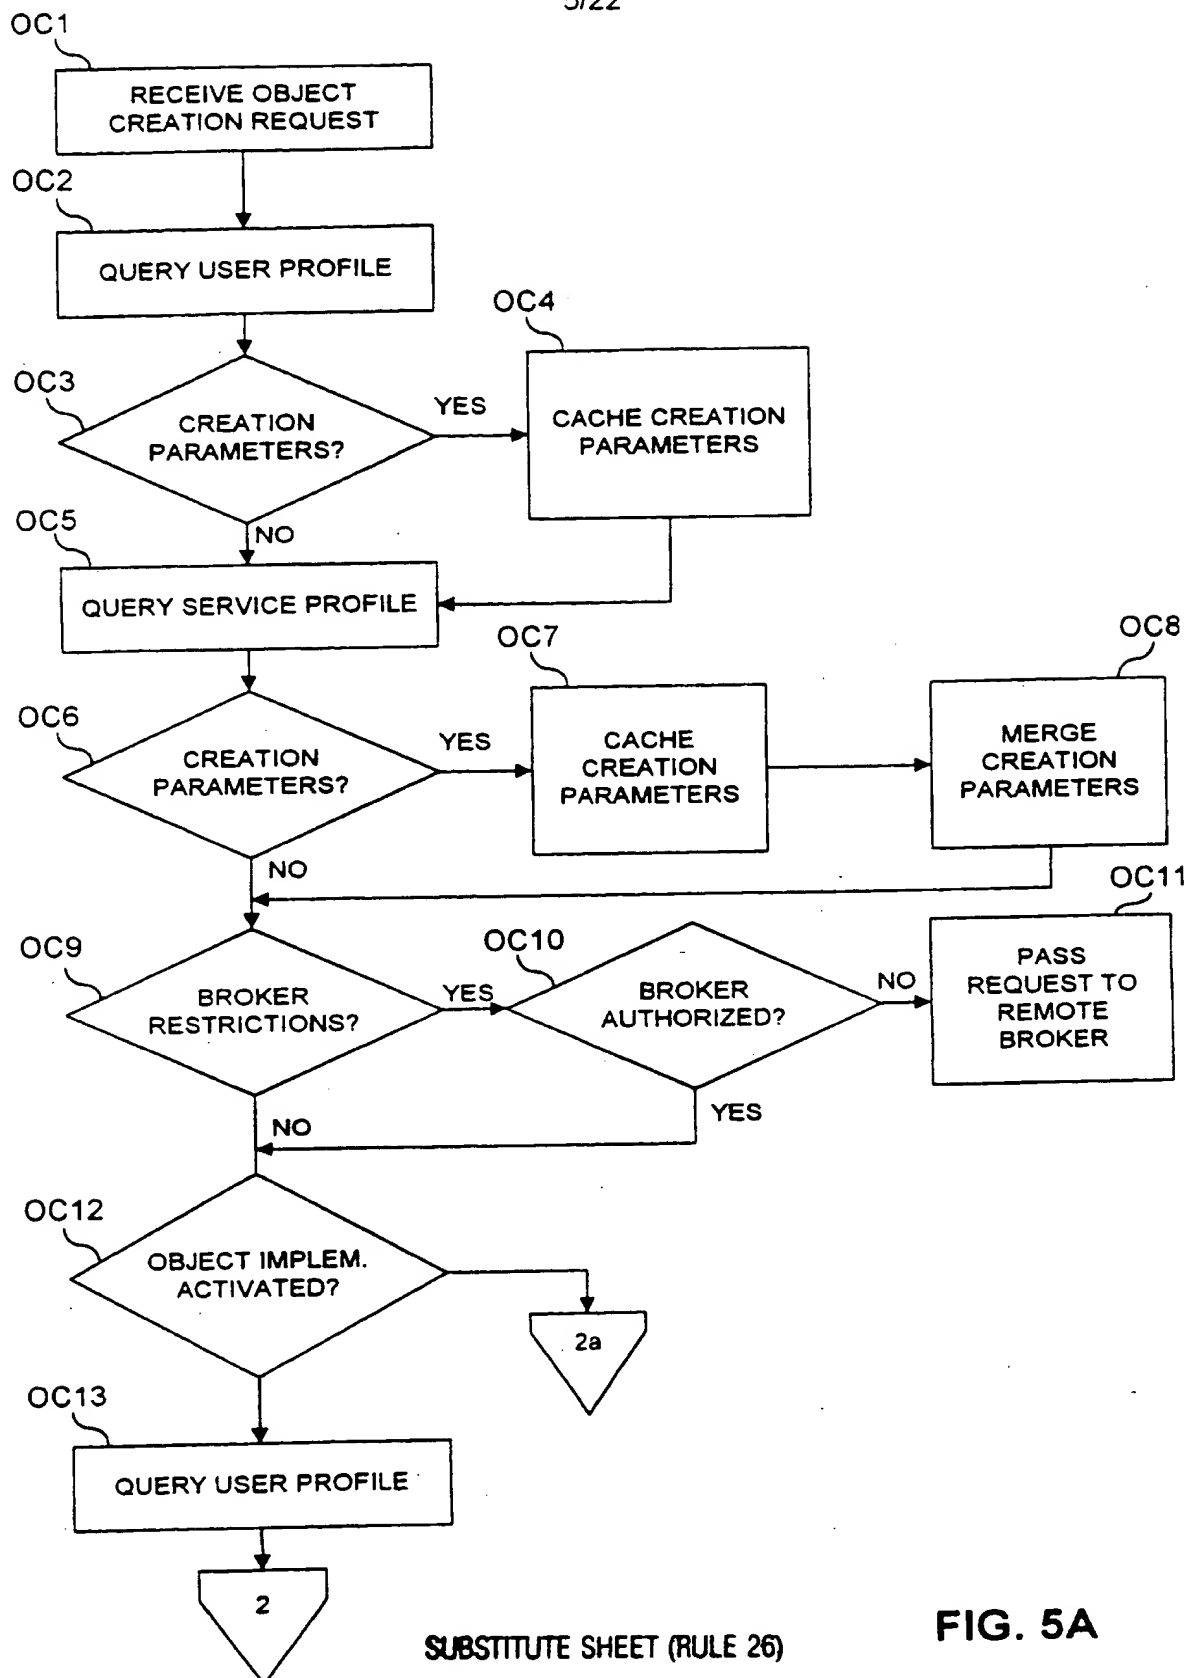 5/22
OC1
RECEIVE OBJECT
CREATION REQUEST
OC2
QUERY USER PROFILE
OC3
CREATION
PARAMETERS?
YES
OC4
CACHE CREATION
PARAMETERS
NO
OC5
QUERY SERVICE PROFILE
OC6
CREATION
PARAMETERS?
YES
OC7
CACHE
CREATION
PARAMETERS
OC8
MERGE
CREATION
PARAMETERS
NO
OC9
BROKER
RESTRICTIONS?
YES
OC10
BROKER
AUTHORIZED?
NO
OC11
PASS
REQUEST TO
REMOTE
BROKER
NO
YES
OC12
OBJECT IMPLEM.
ACTIVATED?
2a
OC13
QUERY USER PROFILE
2
SUBSTITUTE SHEET (RULE 26)
FIG. 5A